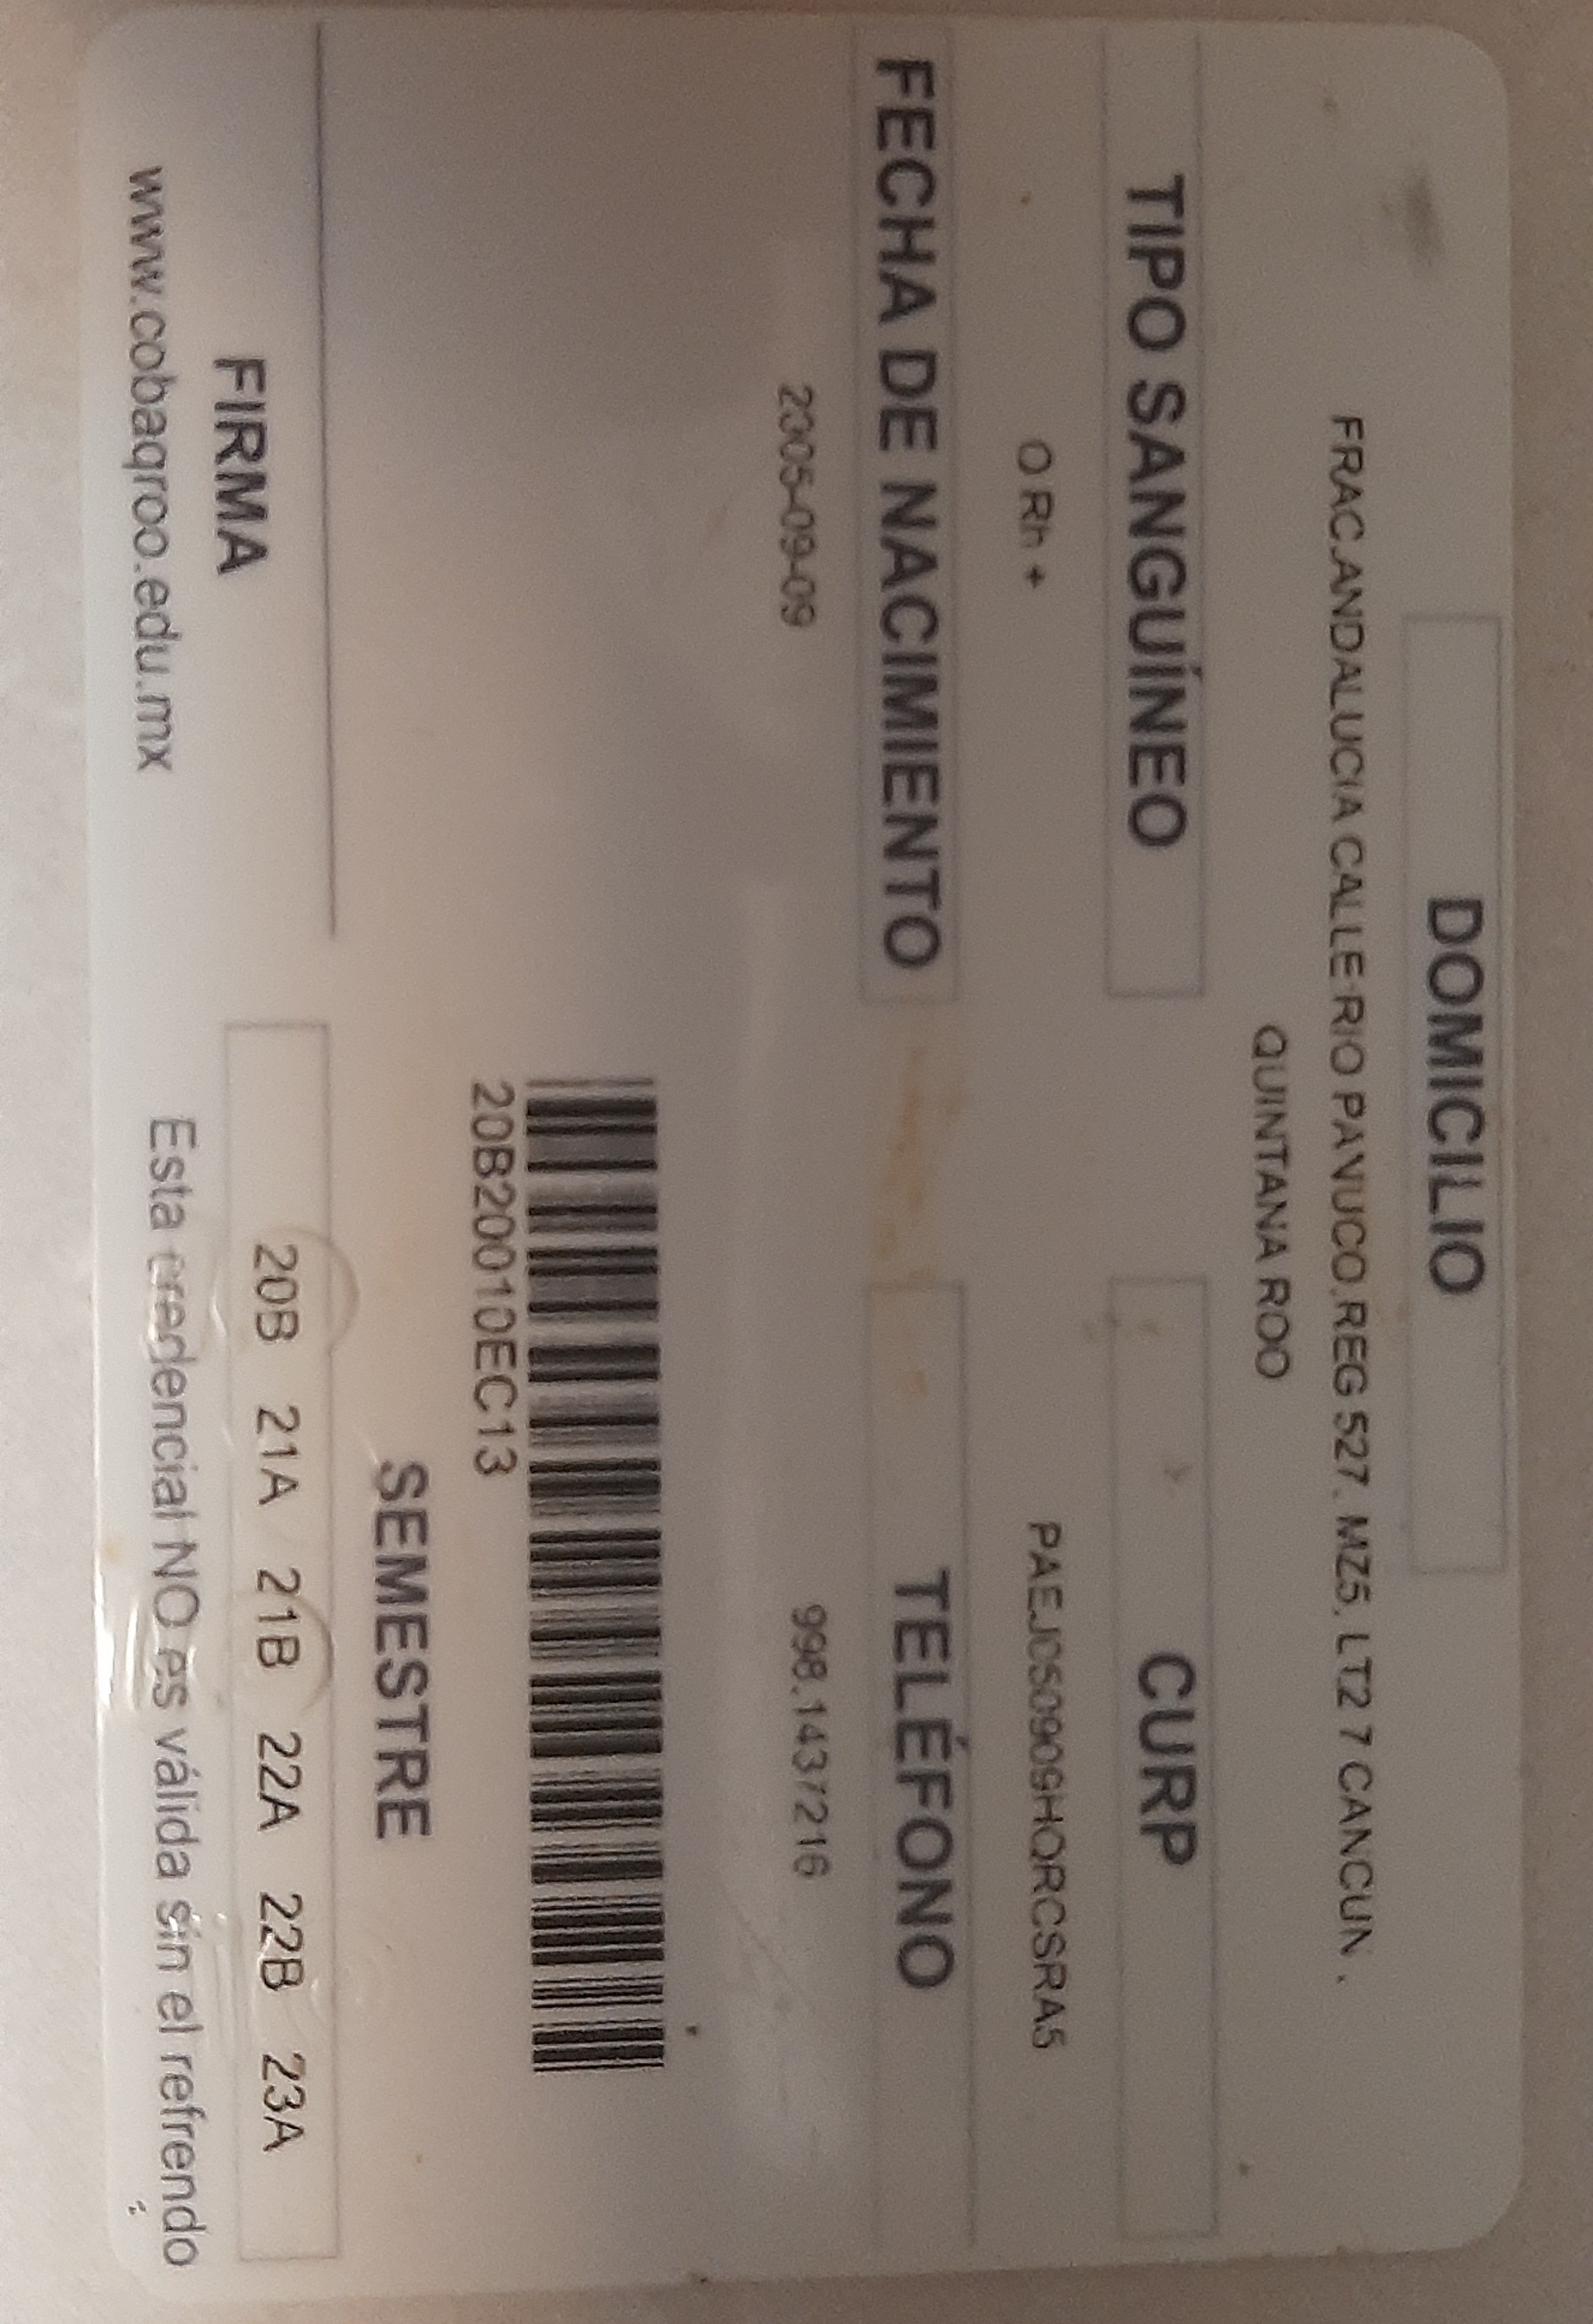 DOMICILIO
FRAC.ANDALUCIA CALLE RIO PAVUCO.REG 527. MZ5. LT2 7 CANCUN .
QUINTANA ROO
TIPO SANGUÍNEO
CURP
O Rh +
PAEJ050909HQRCSRA5
FECHA DE NACIMIENTO
TELÉFONO
2005-09-09
998.1437216
20B20010EC13
SEMESTRE
FIRMA
20B 21A 21B 22A 22B 23A
www.cobaqroo.edu.mx
Esta credencial NO es válida sin el refrendo